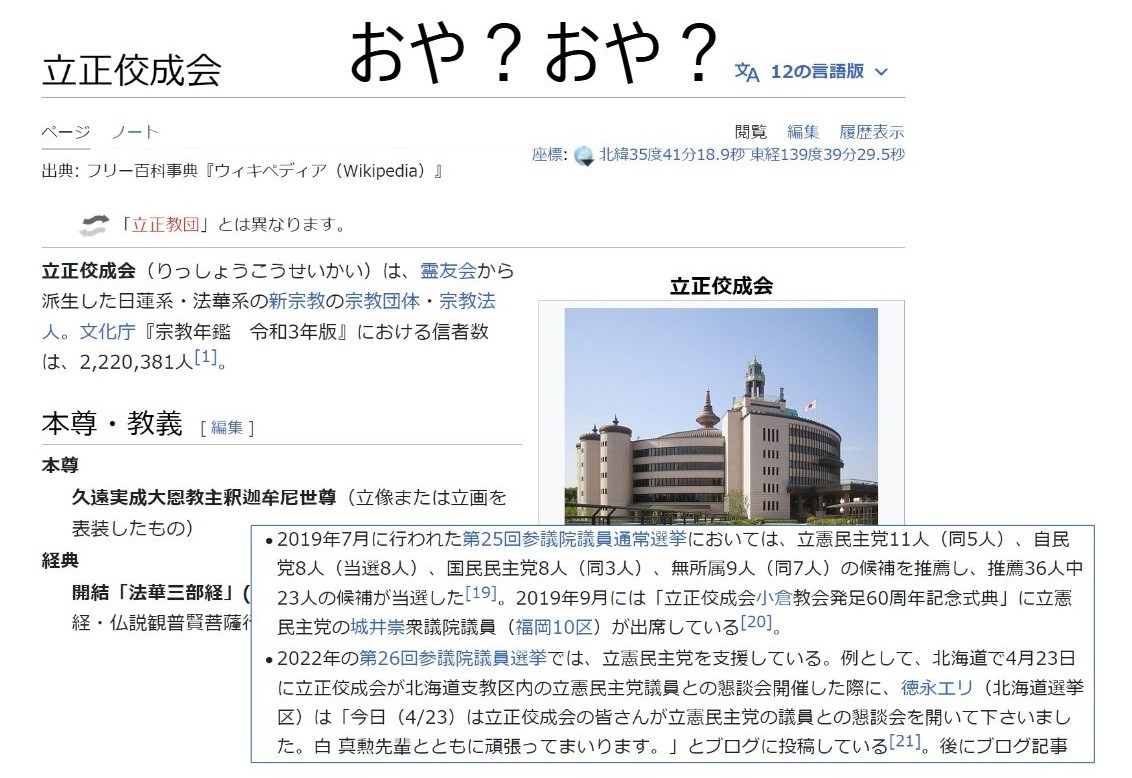 おや？おや？
立正佼成会
12の言語版
ページ ノート
閲覧 編集 履歴表示
座標: 北緯35度41分18.9秒 東経139度39分29.5秒
出典: フリー百科事典『ウィキペディア（Wikipedia）』
「立正教団」とは異なります。
立正佼成会（りっしょうこうせいかい）は、霊友会から
派生した日蓮系・法華系の新宗教の宗教団体・宗教法
人。文化庁『宗教年鑑　令和3年版』における信者数
は、2,220,381人[1]。
立正佼成会
本尊・教義 [ 編集 ]
本尊
久遠実成大恩教主釈迦牟尼世尊（立像または立画を
表装したもの）
経典
開結「法華三部経」(
経・仏説観普賢菩薩行
•2019年7月に行われた第25回参議院議員通常選挙においては、立憲民主党11人（同5人）、自民
党8人（当選8人）、国民民主党8人（同3人）、無所属9人（同7人）の候補を推薦し、推薦36人中
23人の候補が当選した[19]。2019年9月には「立正佼成会小倉教会発足60周年記念式典」に立憲
民主党の城井崇衆議院議員（福岡10区）が出席している[20]。
•2022年の第26回参議院議員選挙では、立憲民主党を支援している。例として、北海道で4月23日
に立正佼成会が北海道支教区内の立憲民主党議員との懇談会開催した際に、徳永エリ（北海道選挙
区）は「今日（4/23）は立正佼成会の皆さんが立憲民主党の議員との懇談会を開いて下さいまし
た。白 真勲先輩とともに頑張ってまいります。」とブログに投稿している[21]。後にブログ記事